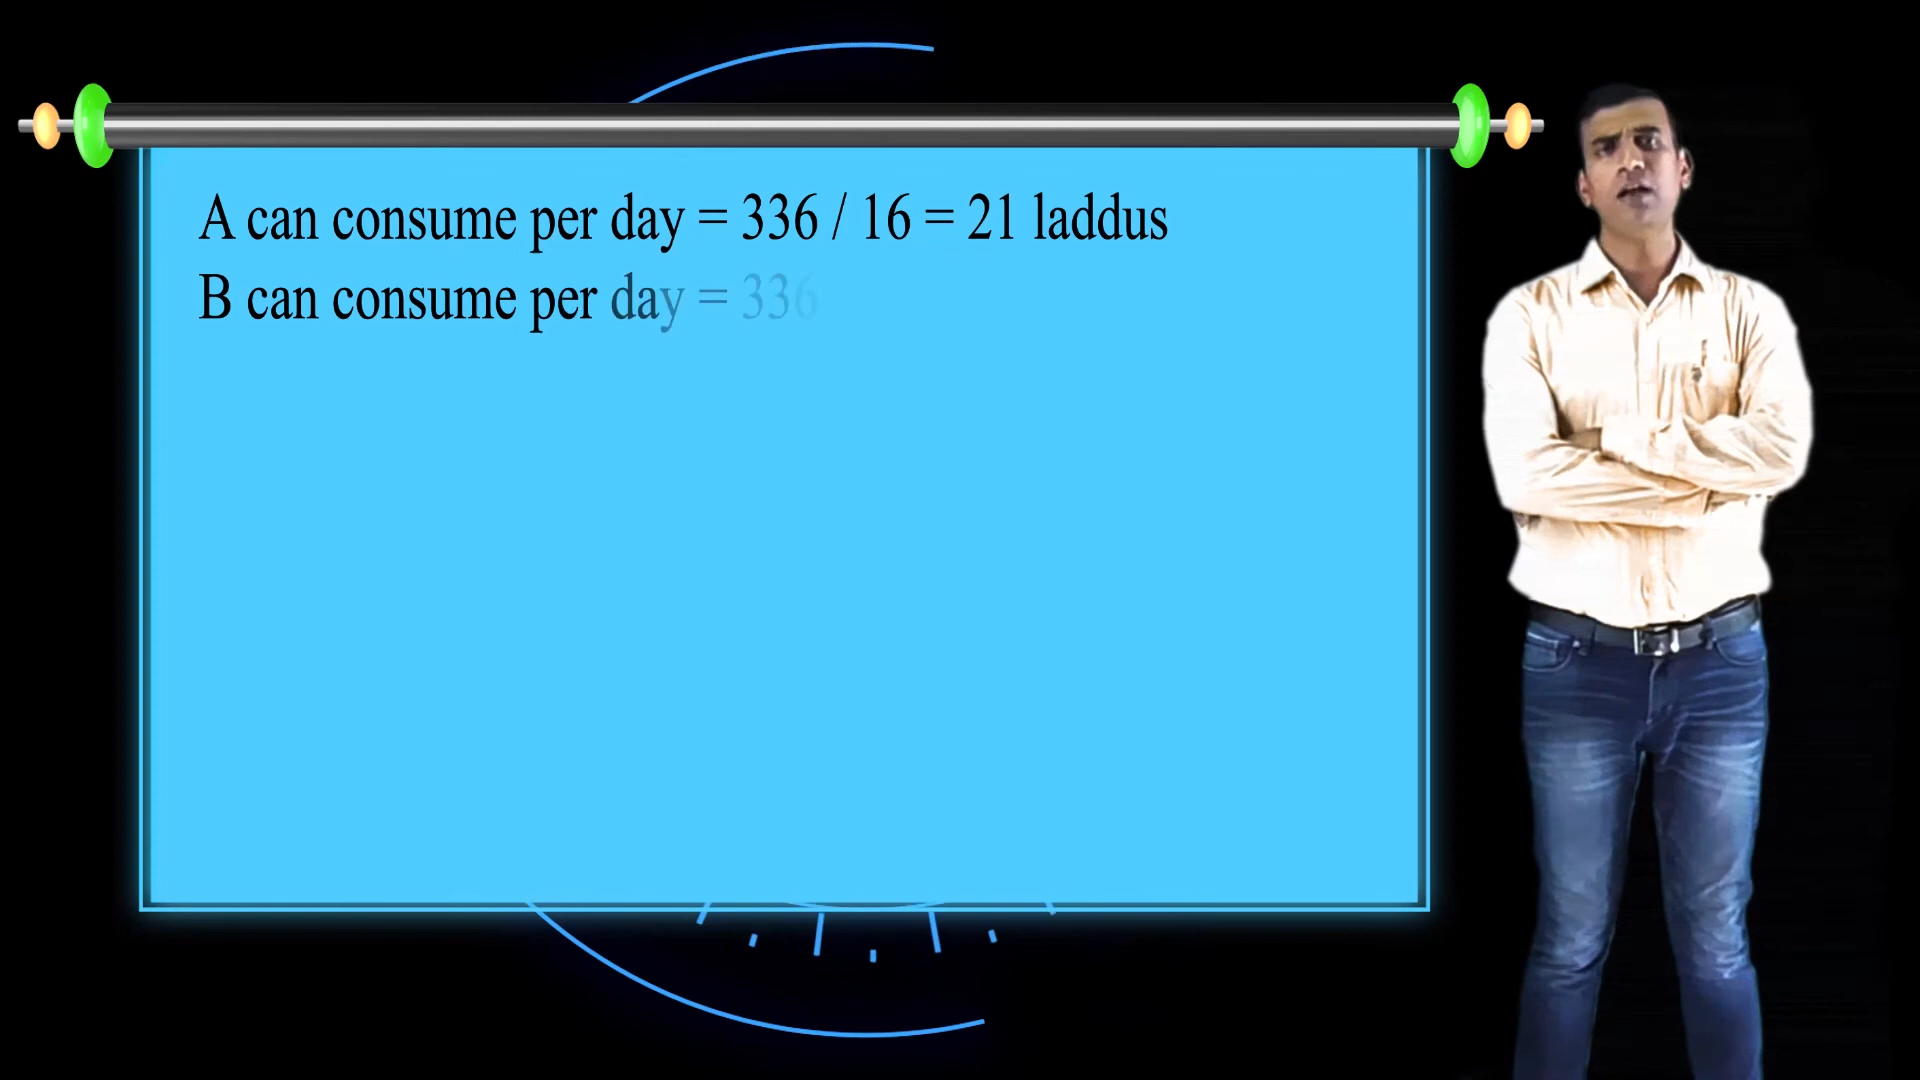 A can consume per day = 336 / 16 = 21 laddus
B can consume per day = 336